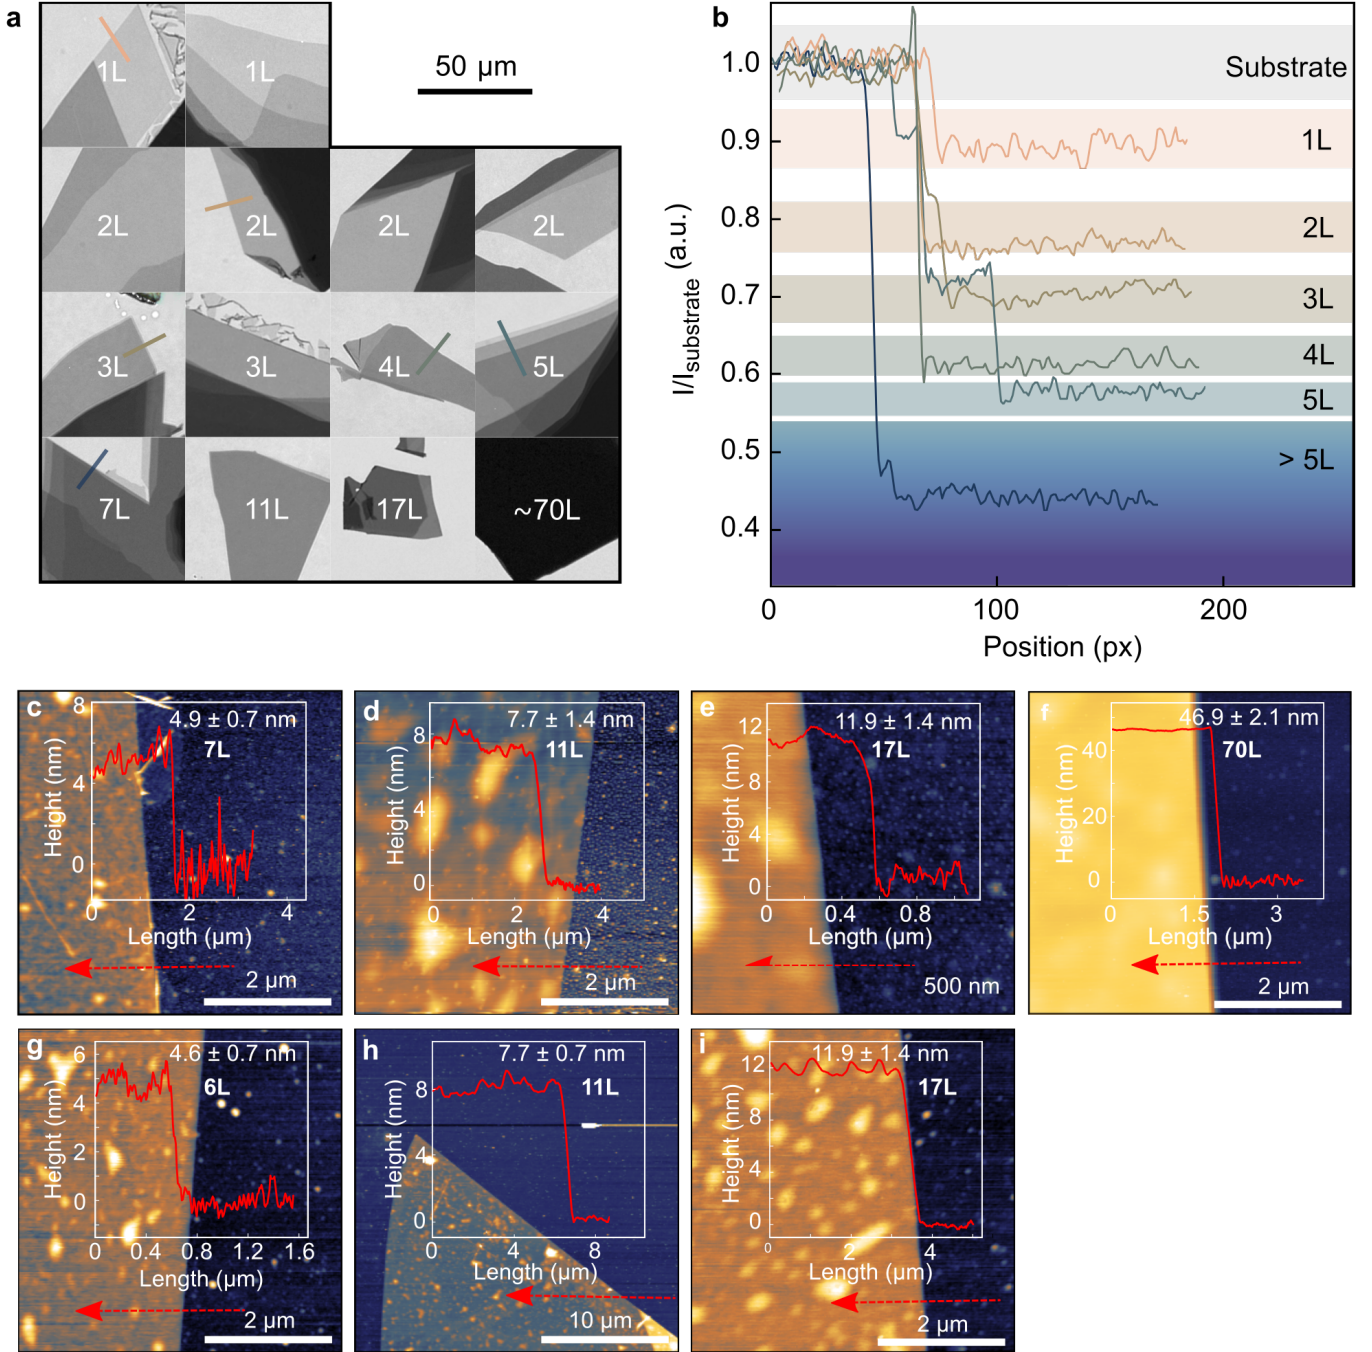 a
1L
1L
50 µm
2L
2L
2L
2L
3L
3L
4L
5L
7L
11L
17L
~70L
b
1.0
0.9
0.8
0.7
0.6
0.5
0.4
I/Isubstrate (a.u.)
Substrate
1L
2L
3L
4L
5L
> 5L
0
100
200
Position (px)
c
8
4
0
Height (nm)
4.9 ± 0.7 nm
7L
0
2
4
Length (µm)
2 µm
d
8
4
0
Height (nm)
7.7 ± 1.4 nm
11L
0
2
4
Length (µm)
2 µm
e
12
8
4
0
Height (nm)
11.9 ± 1.4 nm
17L
0
0.4
0.8
Length (µm)
500 nm
f
40
20
0
Height (nm)
46.9 ± 2.1 nm
70L
0
1.5
3
Length (µm)
2 µm
g
6
4
2
0
Height (nm)
4.6 ± 0.7 nm
6L
0
0.4
0.8
1.2
1.6
Length (µm)
2 µm
h
8
4
0
Height (nm)
7.7 ± 0.7 nm
11L
0
4
8
Length (µm)
10 µm
i
12
8
4
0
Height (nm)
11.9 ± 1.4 nm
17L
0
2
4
Length (µm)
2 µm